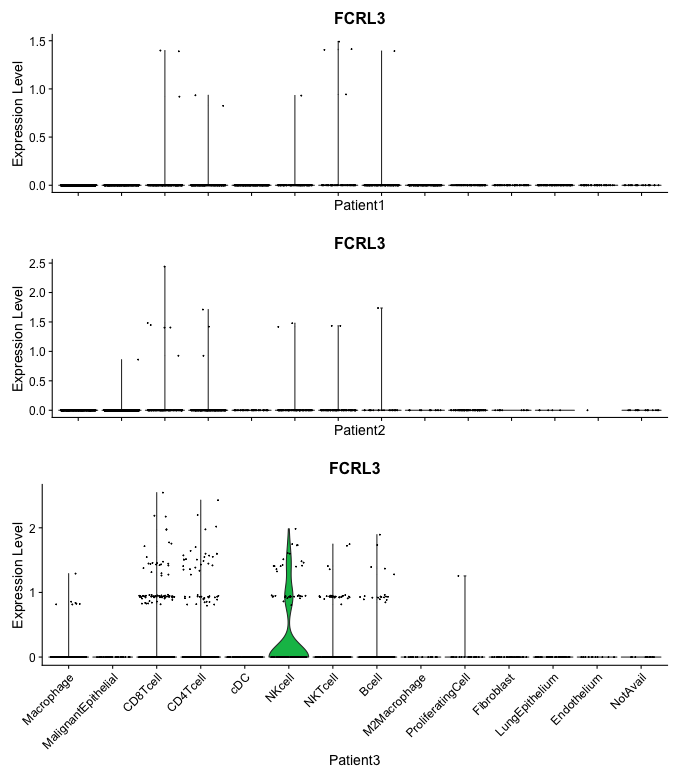 FCRL3
Expression Level
1.5
1.0
0.5
0.0
Patient1
FCRL3
Expression Level
2.5
2.0
1.5
1.0
0.5
0.0
Patient2
FCRL3
Expression Level
2
1
0
Macrophage
MalignantEpithelial
CD8Tcell
CD4Tcell
cDC
NKcell
NKTcell
Bcell
M2Macrophage
ProliferatingCell
Fibroblast
LungEpithelium
Endothelium
NotAvail
Patient3